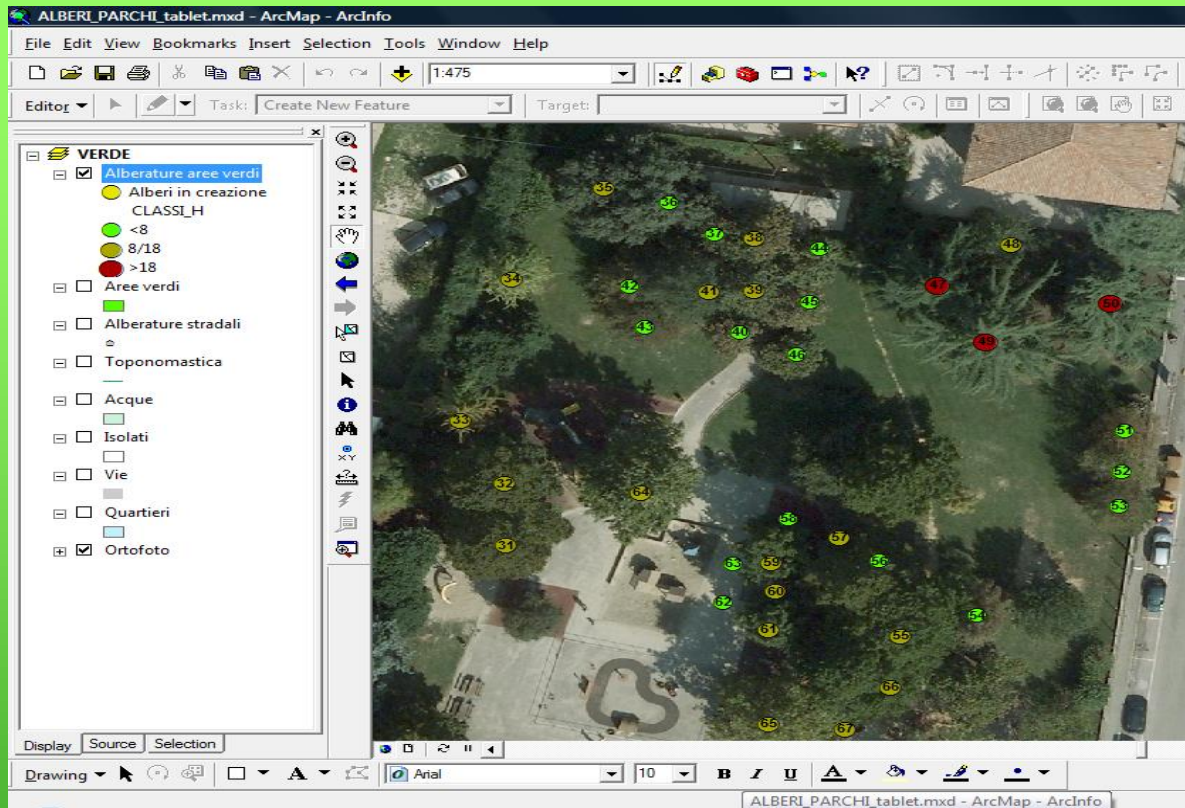 ALBERI_PARCHI_tablet.mxd - ArcMap - ArcInfo
File Edit View Bookmarks Insert Selection Tools Window Help
1:475
Editor Task: Create New Feature Target:
VERDE
Alberature aree verdi
Alberi in creazione
CLASSI_H
<8
8/18
>18
Aree verdi
Alberature stradali
Toponomastica
Acque
Isolati
Vie
Quartieri
Ortofoto
35
36
37 38
44
48
34
42
41 39
45
47
50
43
40
49
46
33
51
52
32
64
53
58
57
31
63 59
56
60
62
54
61
55
66
65 67
Display Source Selection
Drawing A Arial 10 B I U A
ALBERI_PARCHI_tablet.mxd - ArcMap - ArcInfo